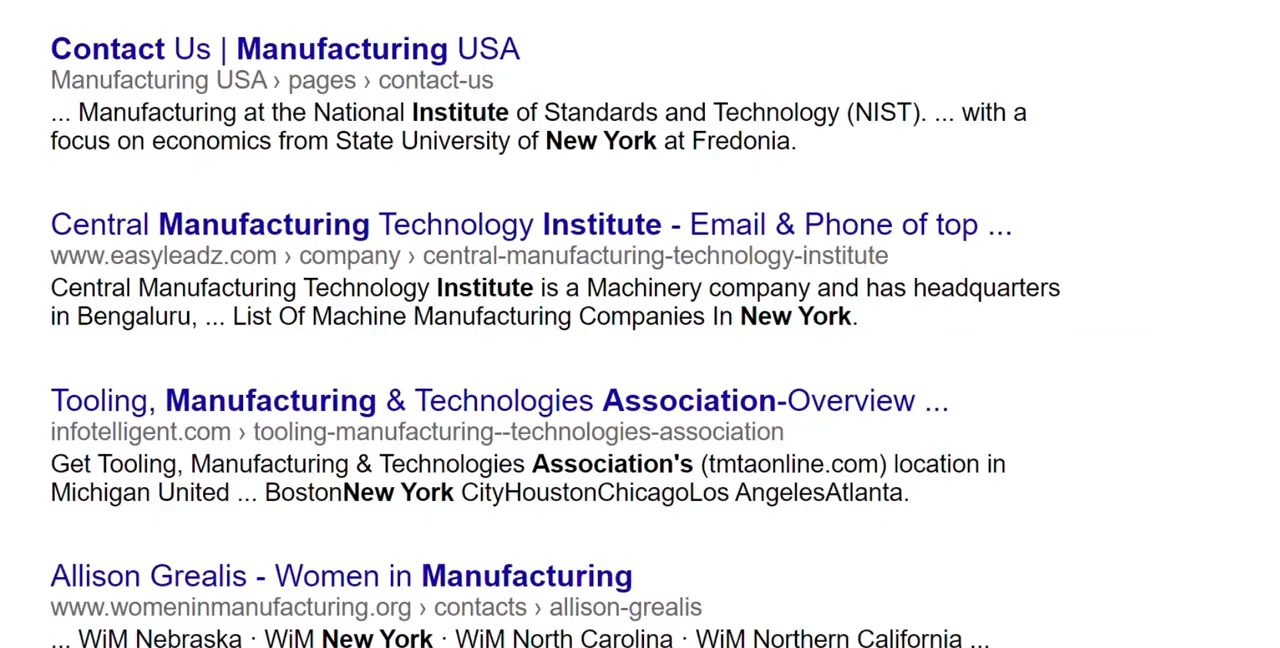 Contact Us | Manufacturing USA
Manufacturing USA › pages › contact-us
... Manufacturing at the National Institute of Standards and Technology (NIST). ... with a
focus on economics from State University of New York at Fredonia.
Central Manufacturing Technology Institute - Email & Phone of top ...
www.easyleadz.com › company › central-manufacturing-technology-institute
Central Manufacturing Technology Institute is a Machinery company and has headquarters
in Bengaluru, ... List Of Machine Manufacturing Companies In New York.
Tooling, Manufacturing & Technologies Association-Overview ...
infotelligent.com › tooling-manufacturing--technologies-association
Get Tooling, Manufacturing & Technologies Association's (tmtaonline.com) location in
Michigan United ... BostonNew York CityHoustonChicagoLos AngelesAtlanta.
Allison Grealis - Women in Manufacturing
www.womeninmanufacturing.org › contacts › allison-grealis
... WiM Nebraska · WiM New York · WiM North Carolina · WiM Northern California ...